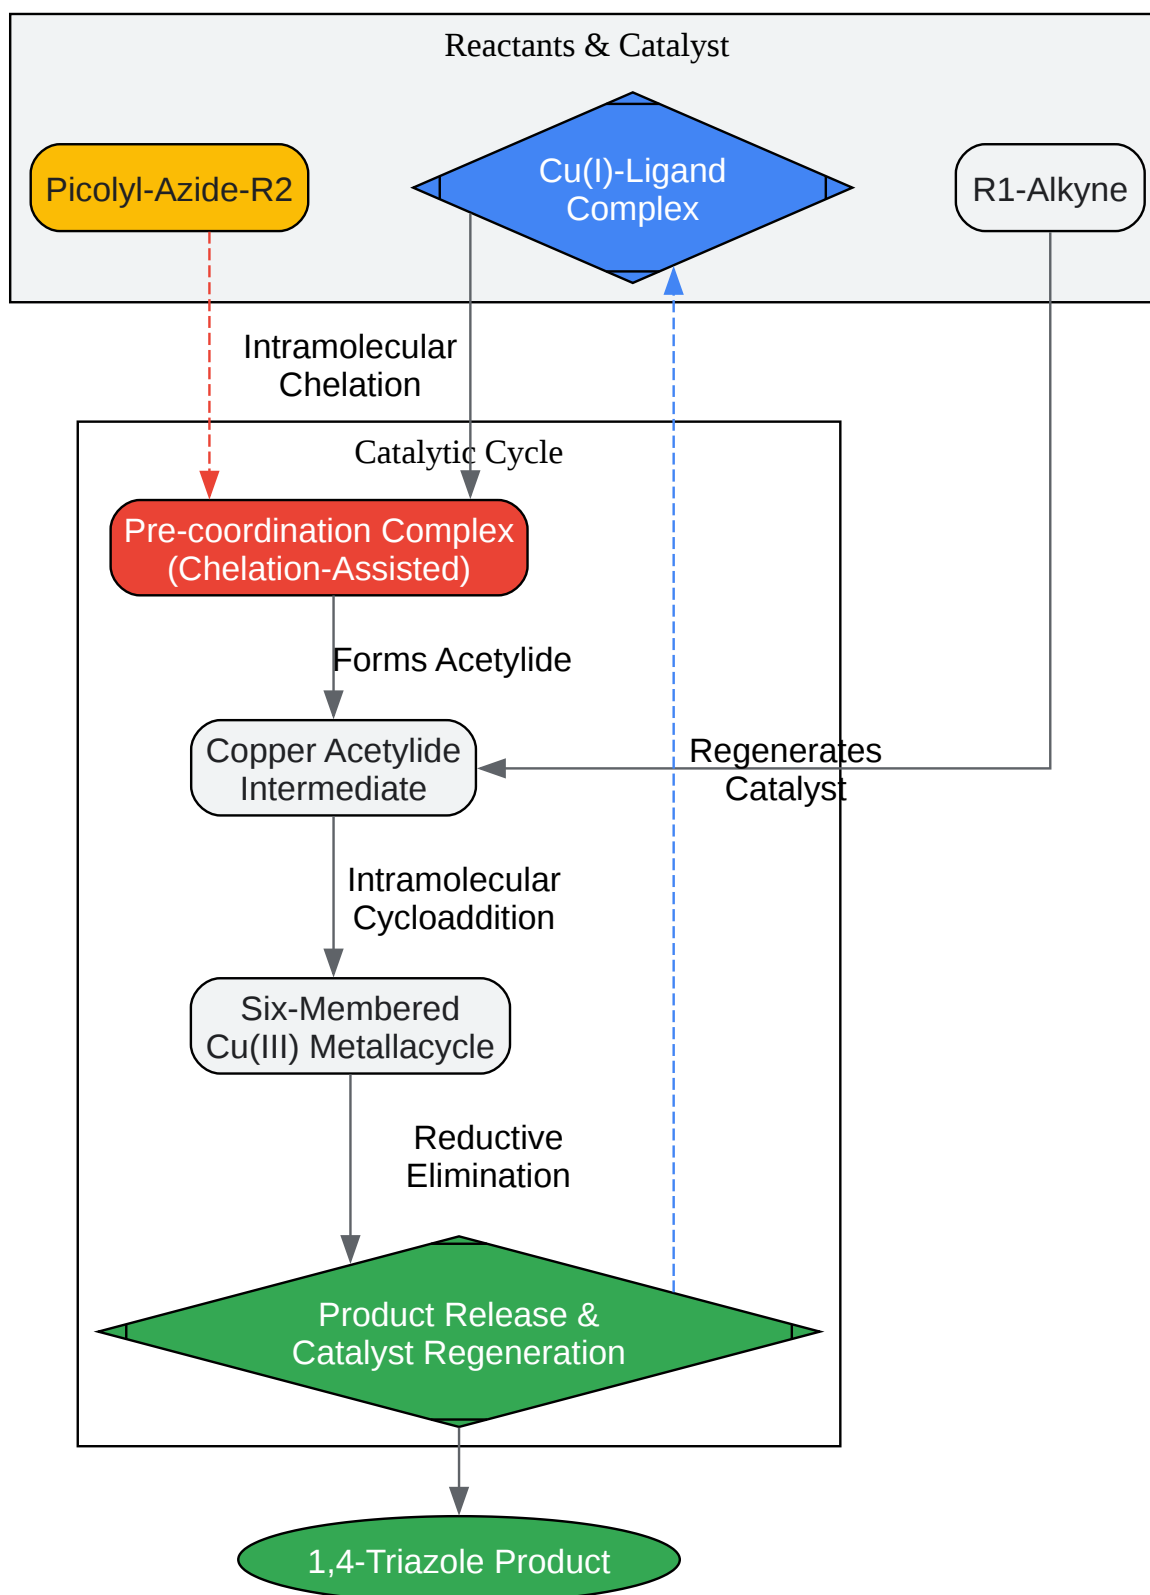 Reactants & Catalyst
Picolyl-Azide-R2
Cu(I)-Ligand
Complex
R1-Alkyne
Intramolecular
Chelation
Catalytic Cycle
Pre-coordination Complex
(Chelation-Assisted)
Forms Acetylide
Copper Acetylide
Intermediate
Regenerates
Catalyst
Intramolecular
Cycloaddition
Six-Membered
Cu(III) Metallacycle
Reductive
Elimination
Product Release &
Catalyst Regeneration
1,4-Triazole Product